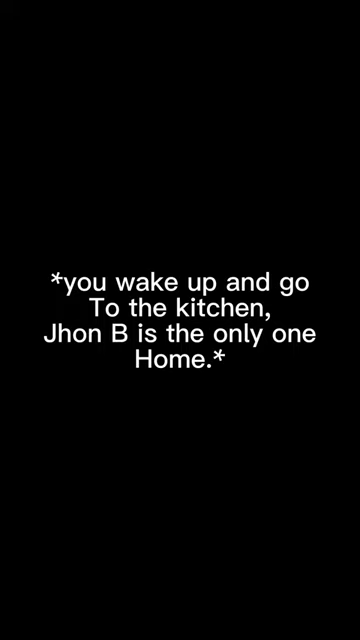 *you wake up and go
To the kitchen,
Jhon B is the only one
Home.*